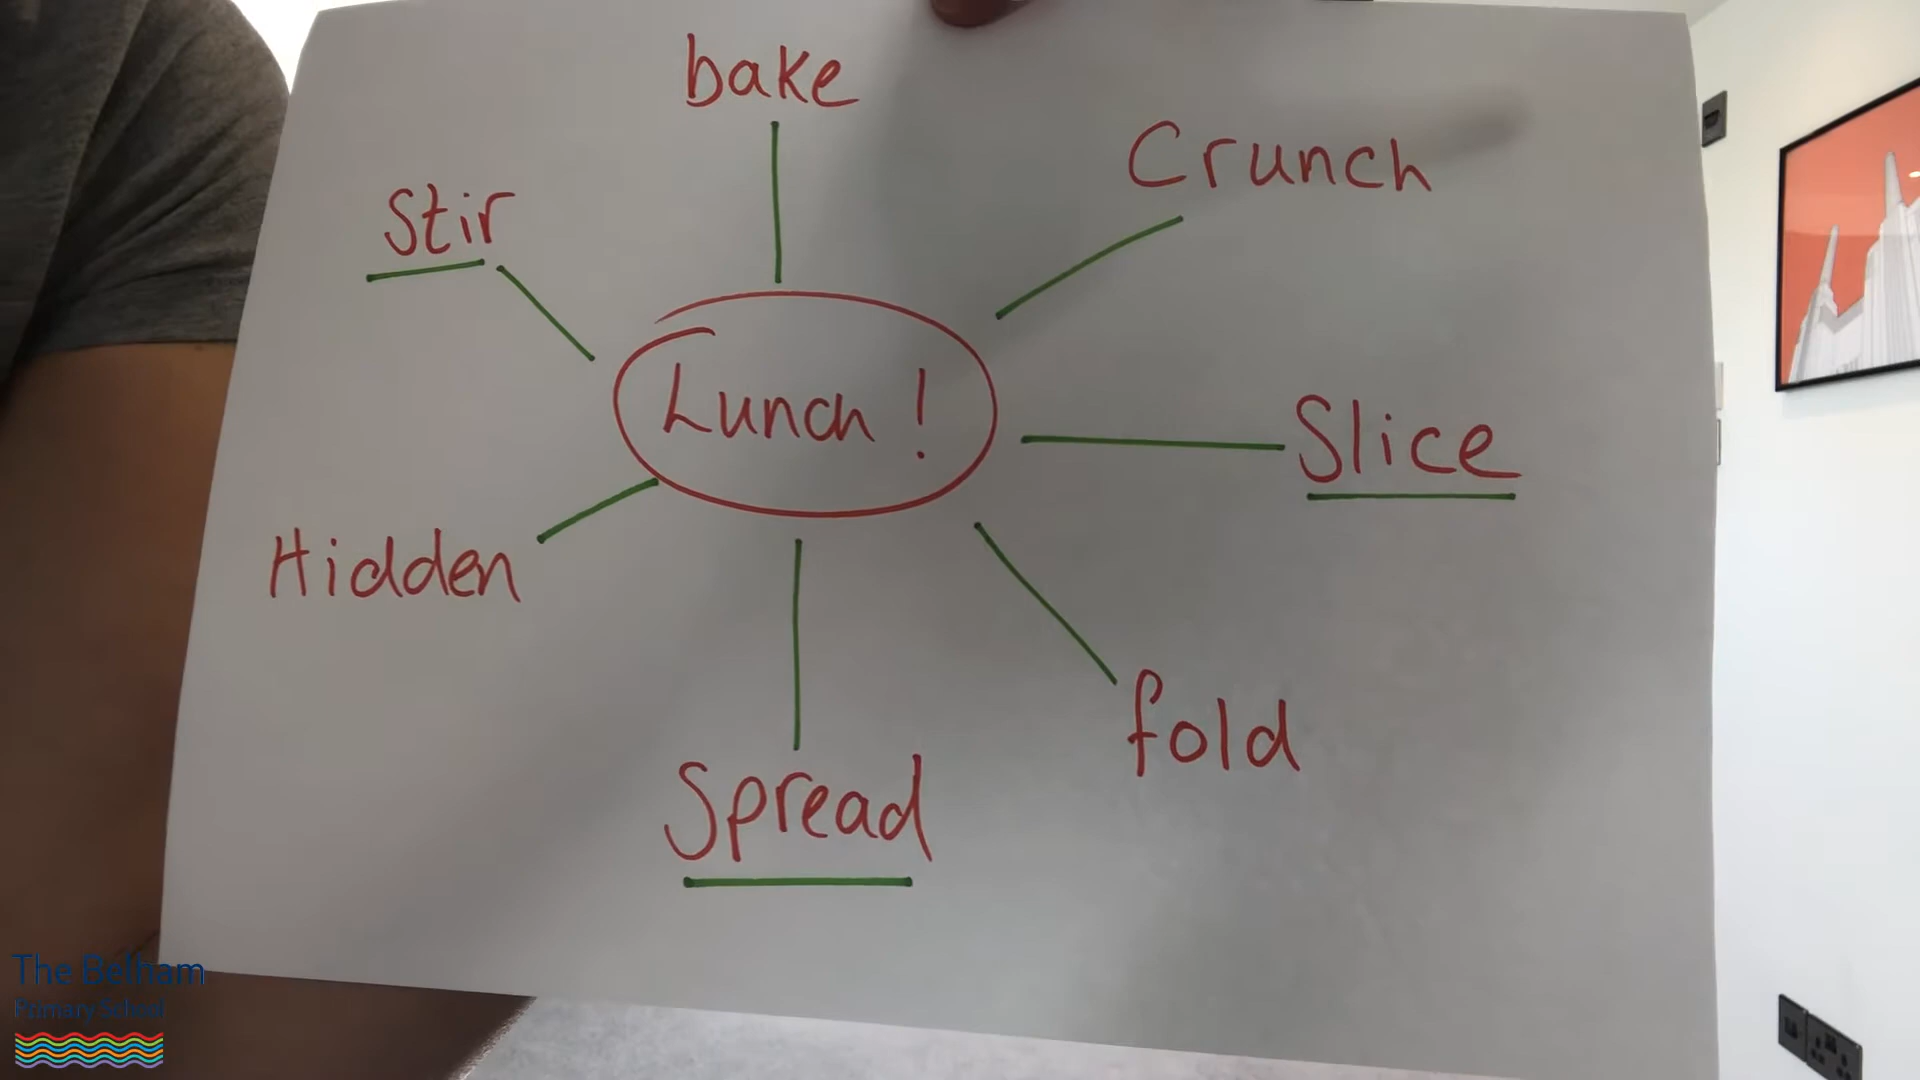 bake
Crunch
Stir
Lunch!
Slice
Hidden
fold
Spread
The Belham
Primary School